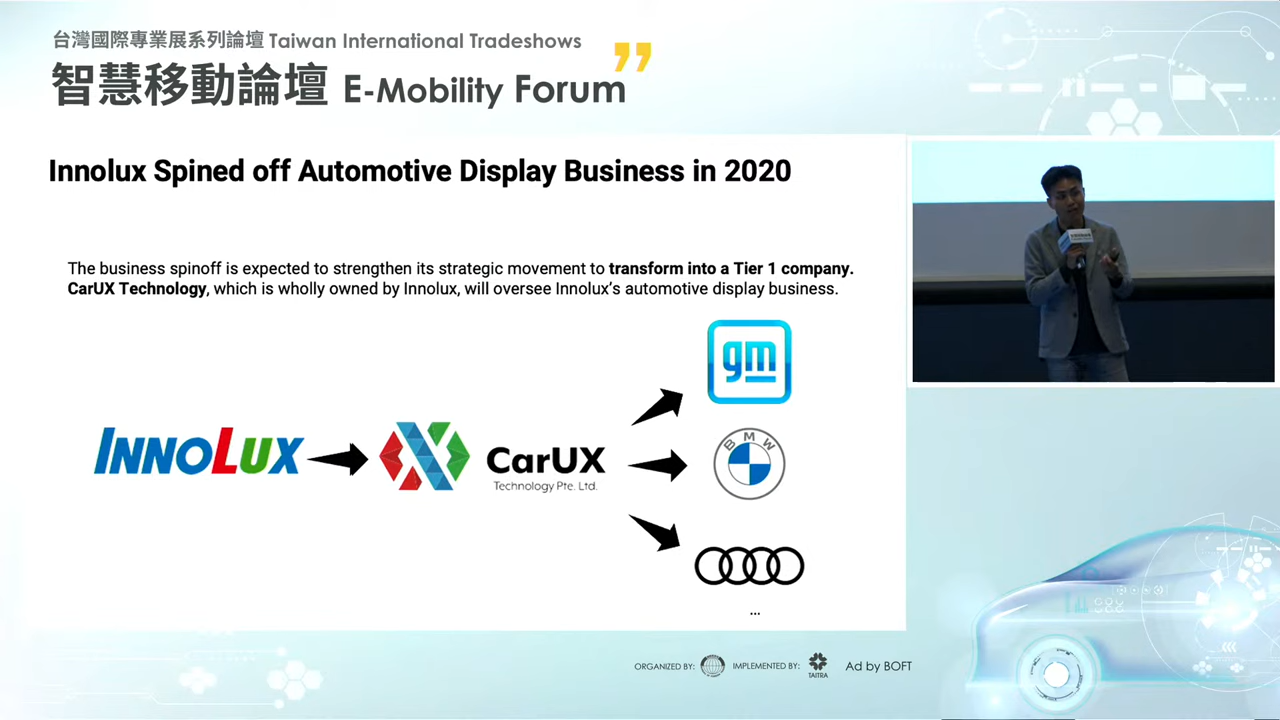 台灣國際專業展系列論壇 Taiwan International Tradeshows
智慧移動論壇 E-Mobility Forum
Innolux Spined off Automotive Display Business in 2020
The business spinoff is expected to strengthen its strategic movement to transform into a Tier 1 company.
CarUX Technology, which is wholly owned by Innolux, will oversee Innolux's automotive display business.
gm
INNOLUX
CarUX
Technology Pte. Ltd.
BMW
...
ORGANIZED BY: IMPLEMENTED BY: TAITRA Ad by BOFT